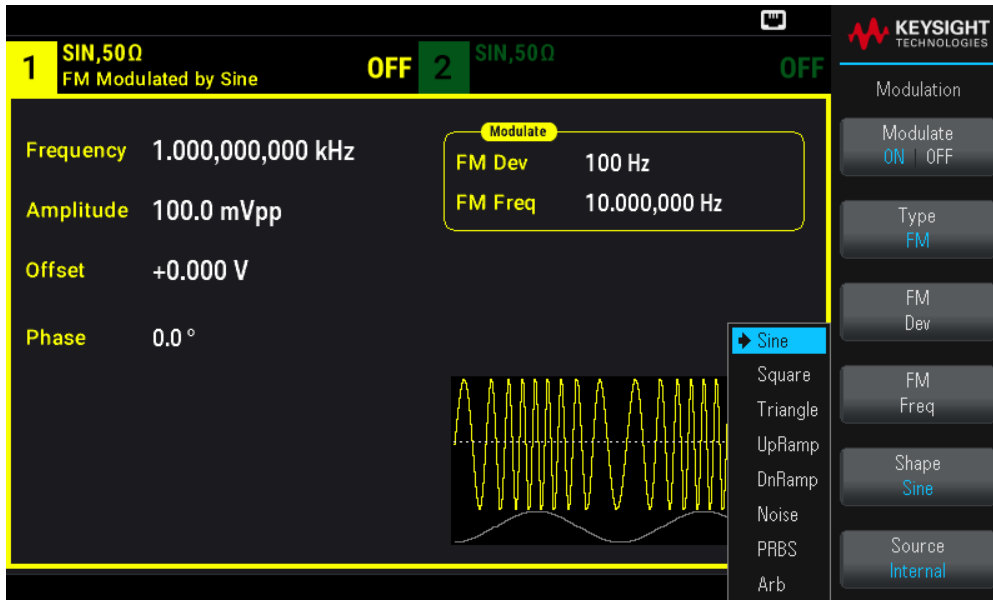 KEYSIGHT
TECHNOLOGIES
1
SIN,50Ω
FM Modulated by Sine
OFF
2
SIN,50Ω
OFF
Frequency 1.000,000,000 kHz
Amplitude 100.0 mVpp
Offset +0.000 V
Phase 0.0 °
Modulate
FM Dev 100 Hz
FM Freq 10.000,000 Hz
Sine
Square
Triangle
UpRamp
DnRamp
Noise
PRBS
Arb
Modulation
Modulate
ON | OFF
Type
FM
FM
Dev
FM
Freq
Shape
Sine
Source
Internal